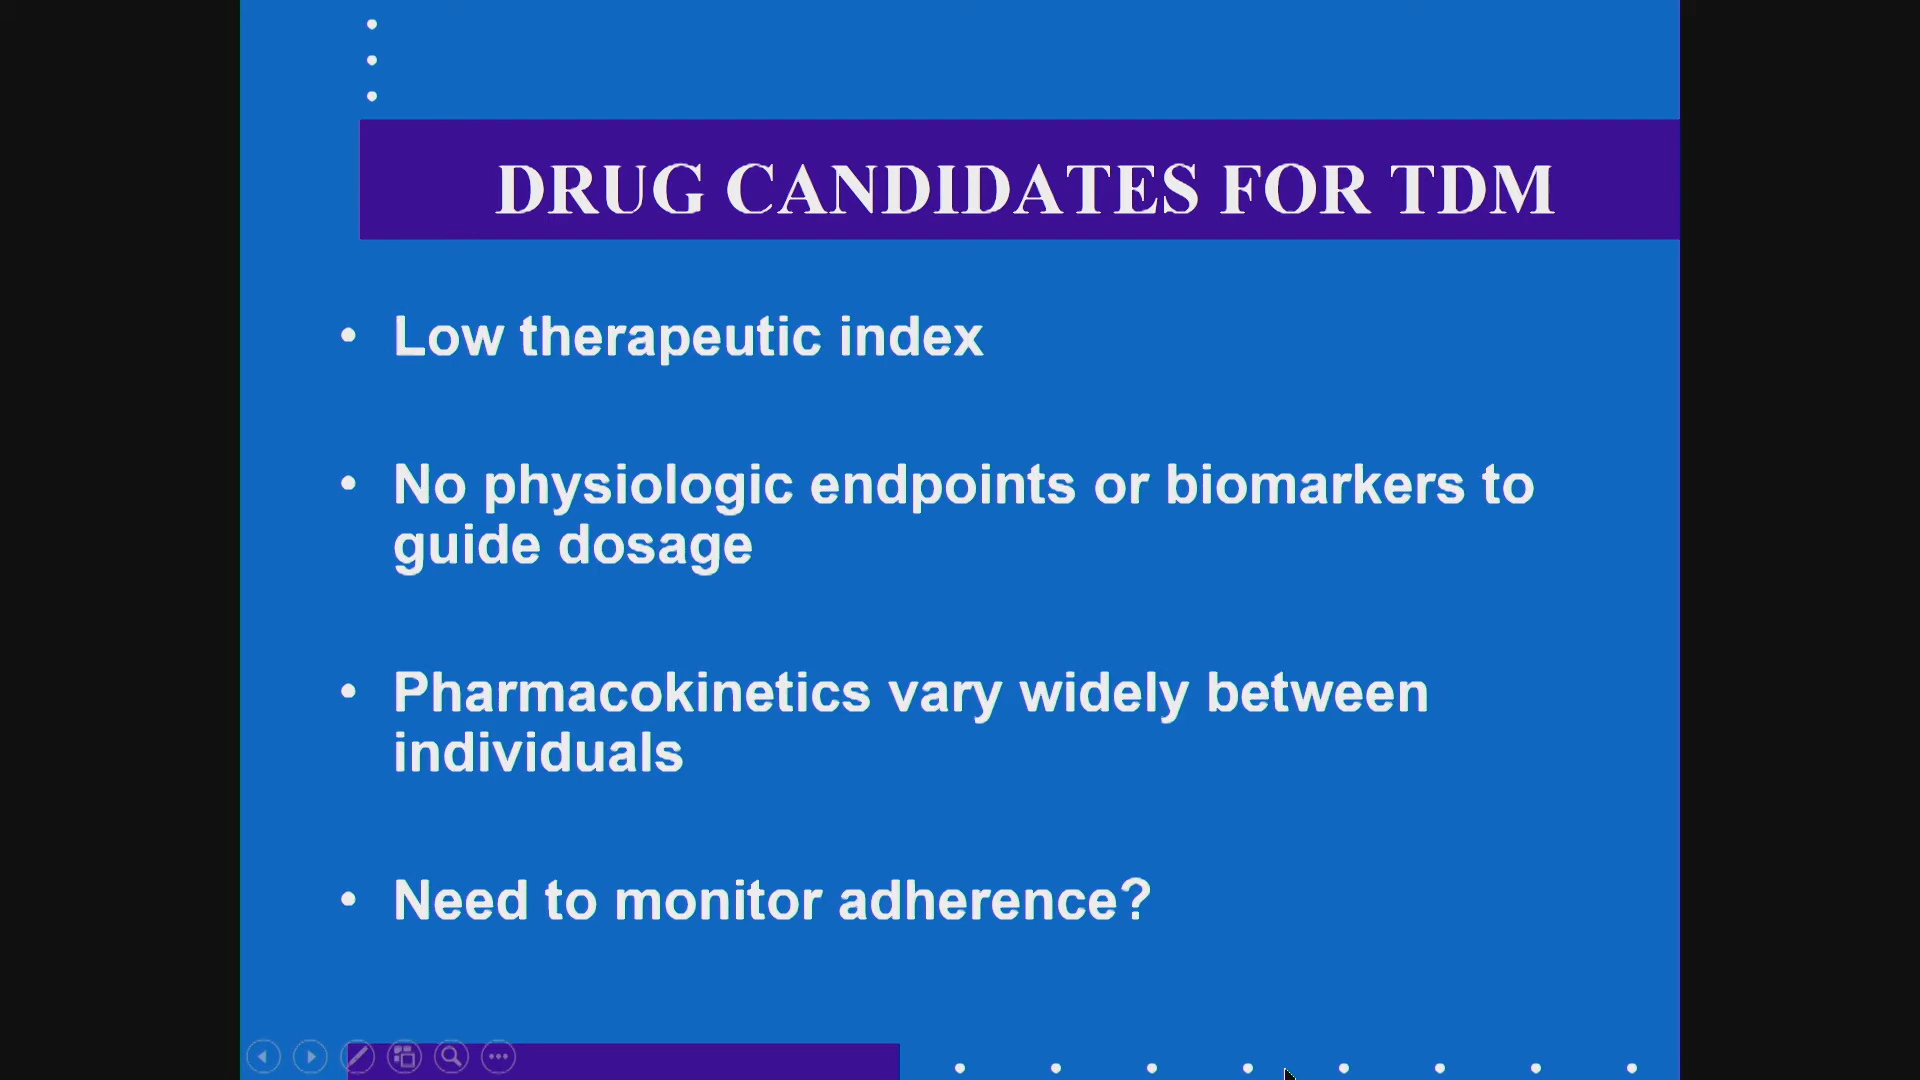 DRUG CANDIDATES FOR TDM
• Low therapeutic index
• No physiologic endpoints or biomarkers to
guide dosage
• Pharmacokinetics vary widely between
individuals
• Need to monitor adherence?